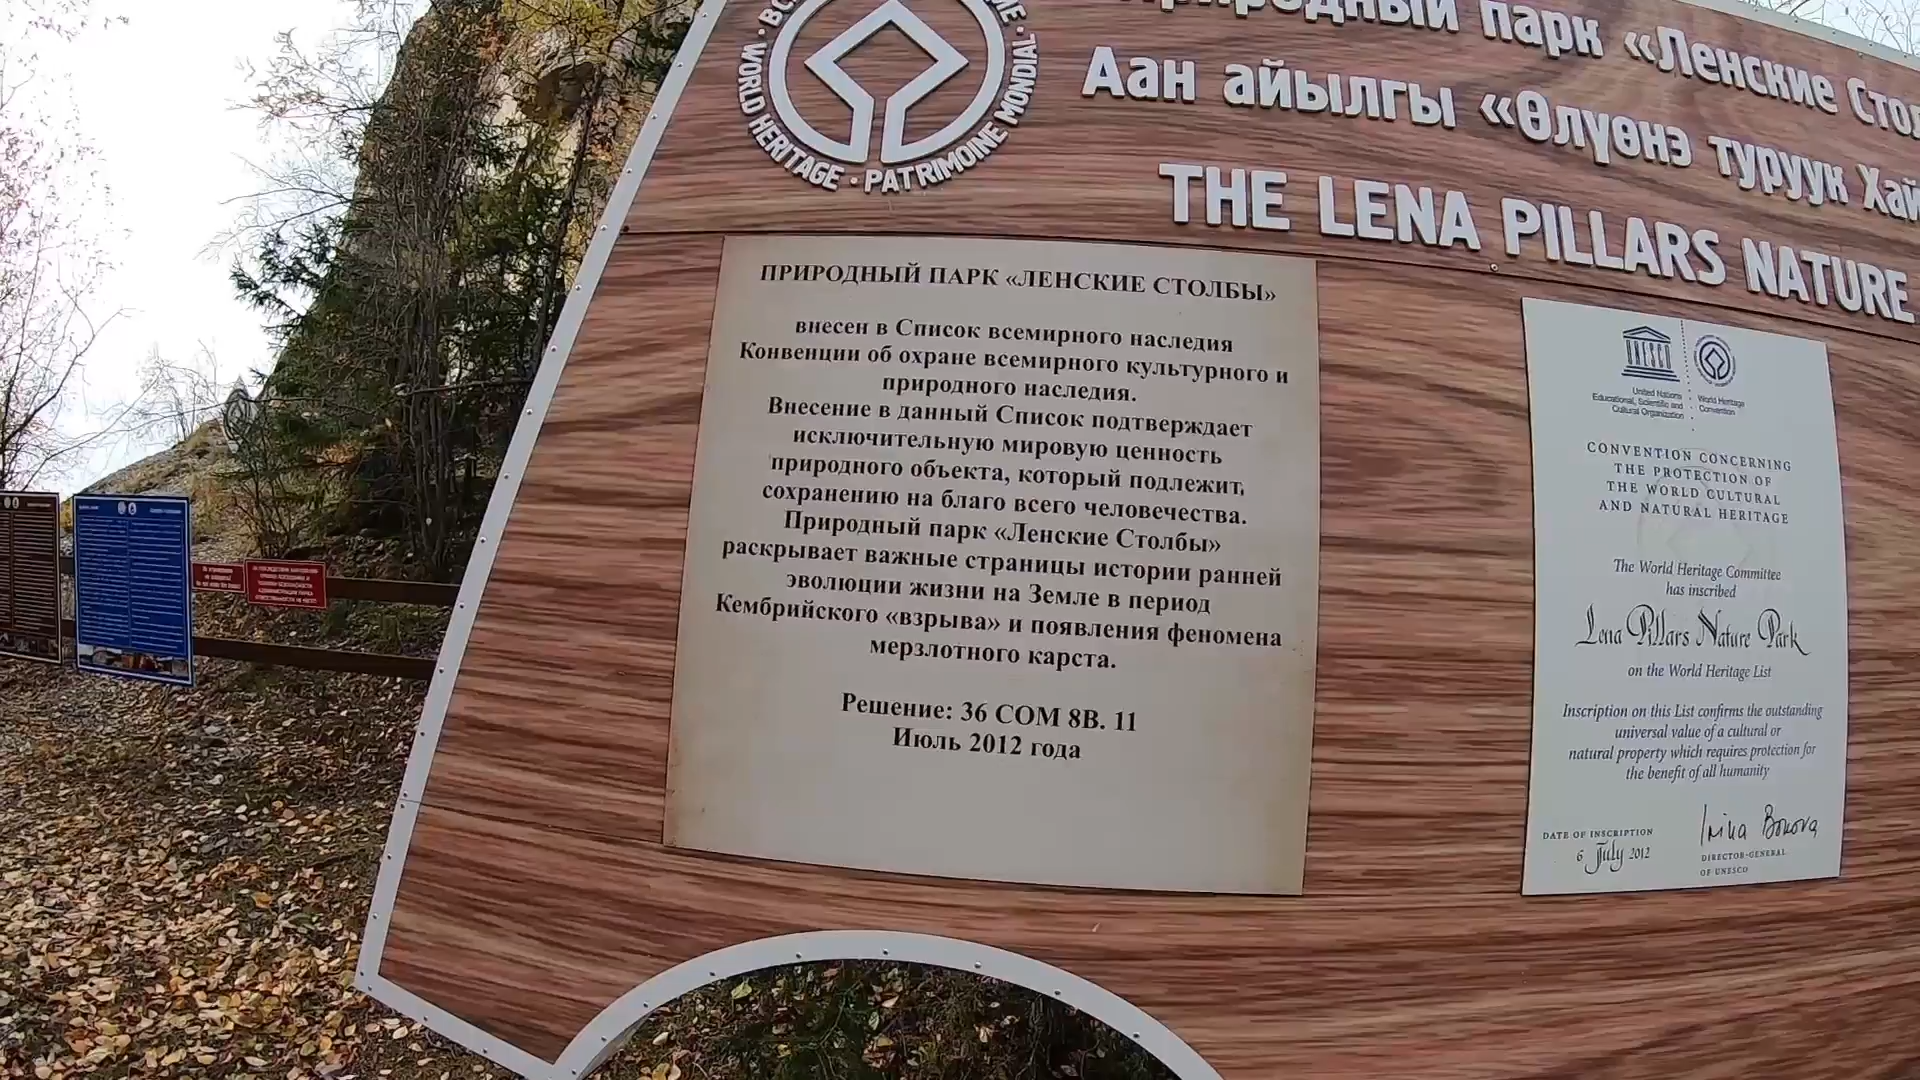 WORLD HERITAGE • PATRIMOINE MONDIAL
Природный парк «Ленские
Аан айылгы «Өлүөнэ туруук
THE LENA PILLARS NATURE
ПРИРОДНЫЙ ПАРК «ЛЕНСКИЕ СТОЛБЫ»
внесен в Список всемирного наследия
Конвенции об охране всемирного культурного и
природного наследия.
Внесение в данный Список подтверждает
исключительную мировую ценность
природного объекта, который подлежит,
сохранению на благо всего человечества.
Природный парк «Ленские Столбы»
раскрывает важные страницы истории ранней
эволюции жизни на Земле в период
Кембрийского «взрыва» и появления феномена
мерзлотного карста.
Решение: 36 COM 8B. 11
Июль 2012 года
UNESCO
United Nations
Educational, Scientific and
Cultural Organization
World Heritage
Convention
CONVENTION CONCERNING
THE PROTECTION OF
THE WORLD CULTURAL
AND NATURAL HERITAGE
The World Heritage Committee
has inscribed
Lena Pillars Nature Park
on the World Heritage List
Inscription on this List confirms the outstanding
universal value of a cultural or
natural property which requires protection for
the benefit of all humanity
DATE OF INSCRIPTION
6 July 2012
Irina Bokova
DIRECTOR-GENERAL
OF UNESCO